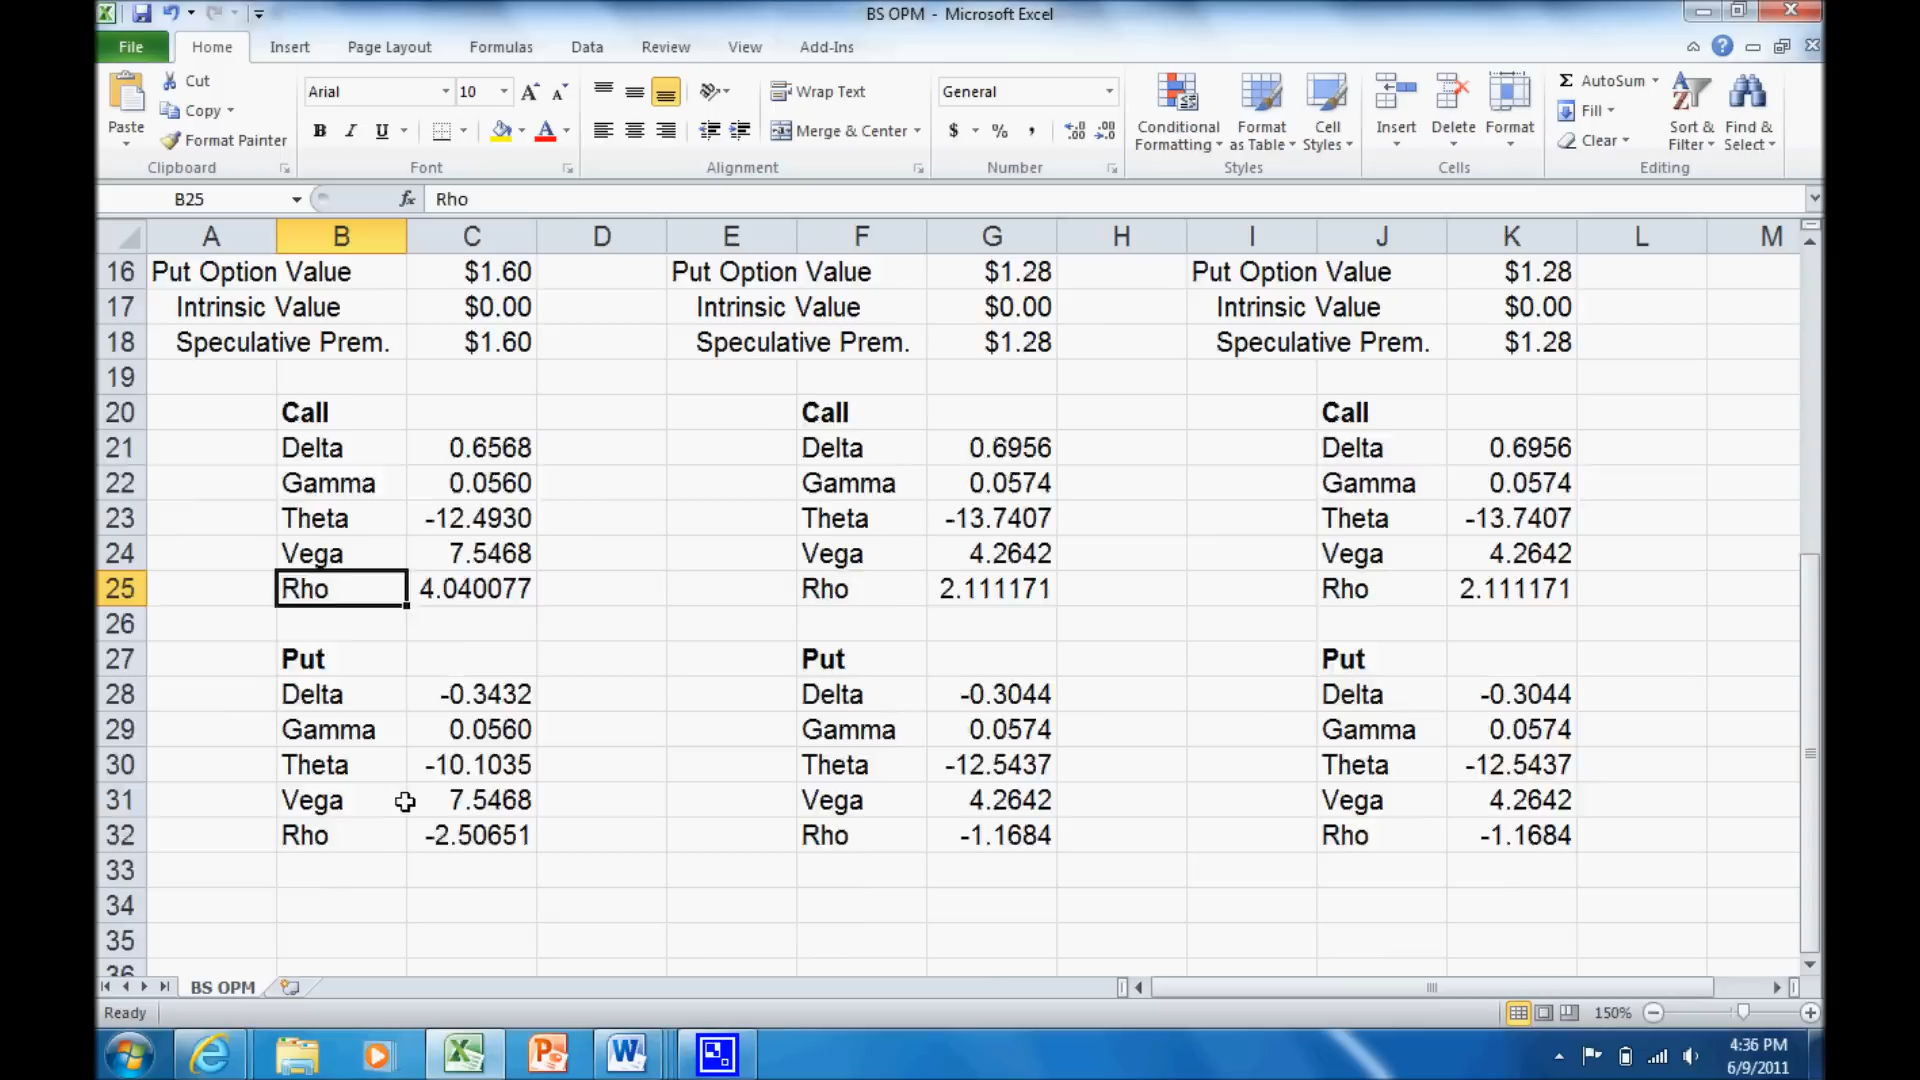 BS OPM - Microsoft Excel
File Home Insert Page Layout Formulas Data Review View Add-Ins
Paste Cut Copy Format Painter
Clipboard
Arial 10
B I U
Font
Wrap Text
Merge & Center
Alignment
General
$ % ,
Number
Conditional Formatting Format as Table Cell Styles
Styles
Insert Delete Format
Cells
AutoSum Fill Clear
Sort & Filter Find & Select
Editing
B25 fx Rho
A B C D E F G H I J K L M
16 Put Option Value $1.60 Put Option Value $1.28 Put Option Value $1.28
17 Intrinsic Value $0.00 Intrinsic Value $0.00 Intrinsic Value $0.00
18 Speculative Prem. $1.60 Speculative Prem. $1.28 Speculative Prem. $1.28
19
20 Call Call Call
21 Delta 0.6568 Delta 0.6956 Delta 0.6956
22 Gamma 0.0560 Gamma 0.0574 Gamma 0.0574
23 Theta -12.4930 Theta -13.7407 Theta -13.7407
24 Vega 7.5468 Vega 4.2642 Vega 4.2642
25 Rho 4.040077 Rho 2.111171 Rho 2.111171
26
27 Put Put Put
28 Delta -0.3432 Delta -0.3044 Delta -0.3044
29 Gamma 0.0560 Gamma 0.0574 Gamma 0.0574
30 Theta -10.1035 Theta -12.5437 Theta -12.5437
31 Vega 7.5468 Vega 4.2642 Vega 4.2642
32 Rho -2.50651 Rho -1.1684 Rho -1.1684
33
34
35
36
BS OPM
Ready 150%
4:36 PM
6/9/2011